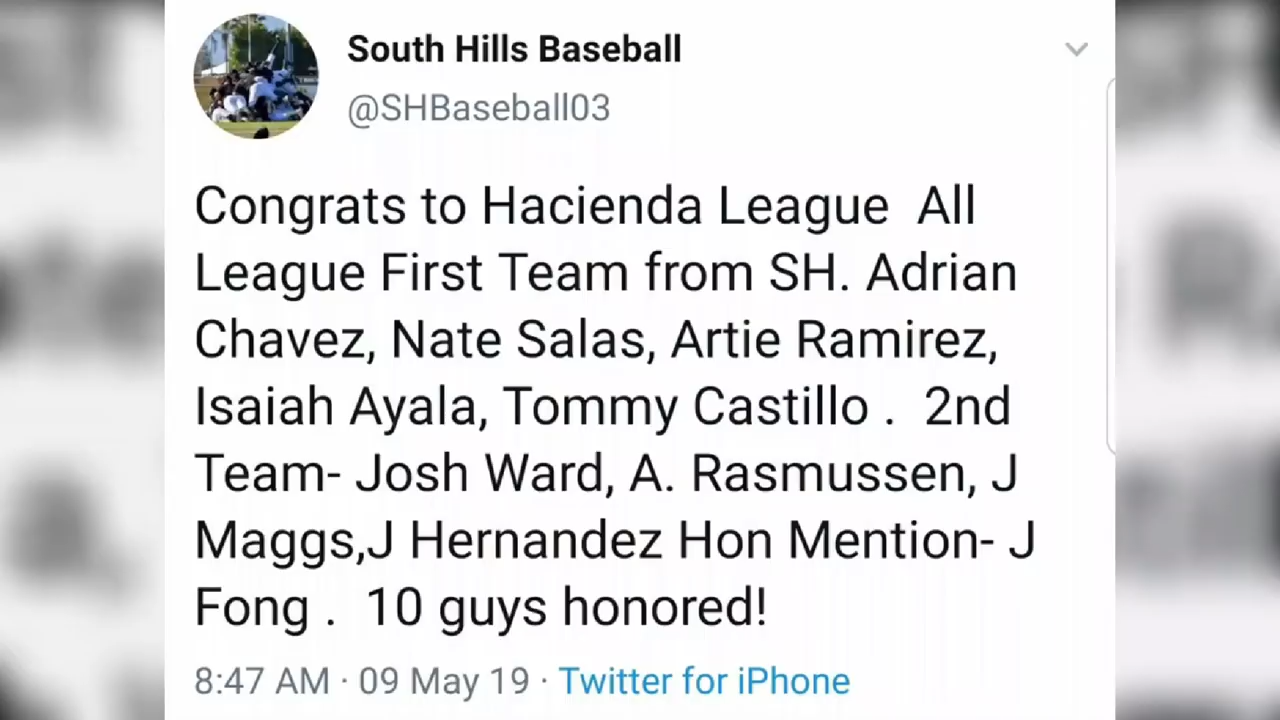 South Hills Baseball
@SHBaseball03
Congrats to Hacienda League  All
League First Team from SH. Adrian
Chavez, Nate Salas, Artie Ramirez,
Isaiah Ayala, Tommy Castillo .  2nd
Team- Josh Ward, A. Rasmussen, J
Maggs,J Hernandez Hon Mention- J
Fong .  10 guys honored!
8:47 AM · 09 May 19 · Twitter for iPhone